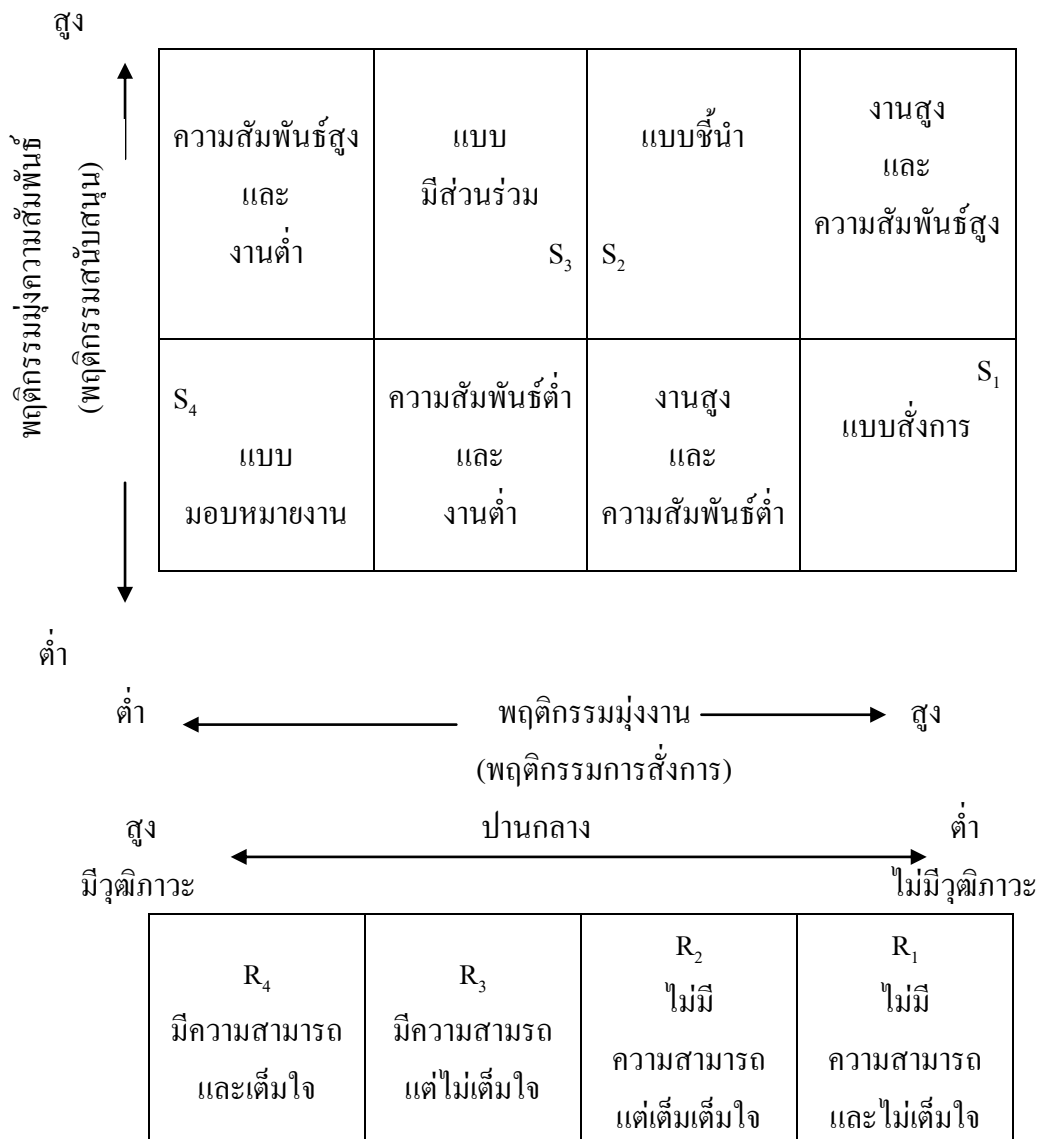 สูง
พฤติกรรมมุ่งความสัมพันธ์
(พฤติกรรมสนับสนุน)
ความสัมพันธ์สูง
และ
งานต่ำ
แบบ
มีส่วนร่วม
S3
แบบชี้นำ
S2
งานสูง
และ
ความสัมพันธ์สูง
S4
แบบ
มอบหมายงาน
ความสัมพันธ์ต่ำ
และ
งานต่ำ
งานสูง
และ
ความสัมพันธ์ต่ำ
S1
แบบสั่งการ
ต่ำ
ต่ำ พฤติกรรมมุ่งงาน สูง
(พฤติกรรมการสั่งการ)
สูง ปานกลาง ต่ำ
มีวุฒิภาวะ ไม่มีวุฒิภาวะ
R4
มีความสามารถ
และเต็มใจ
R3
มีความสามรถ
แต่ไม่เต็มใจ
R2
ไม่มี
ความสามารถ
แต่เต็มเต็มใจ
R1
ไม่มี
ความสามารถ
และไม่เต็มใจ